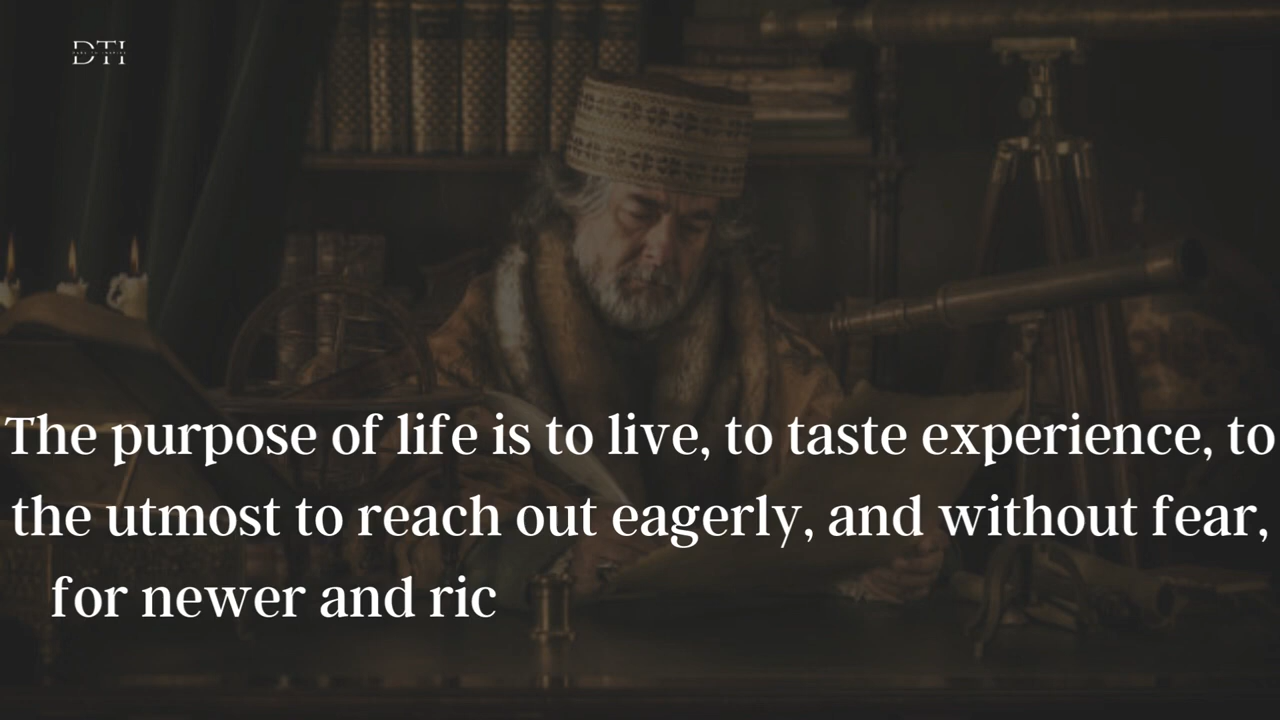 DTI
The purpose of life is to live, to taste experience, to
the utmost to reach out eagerly, and without fear,
for newer and ric